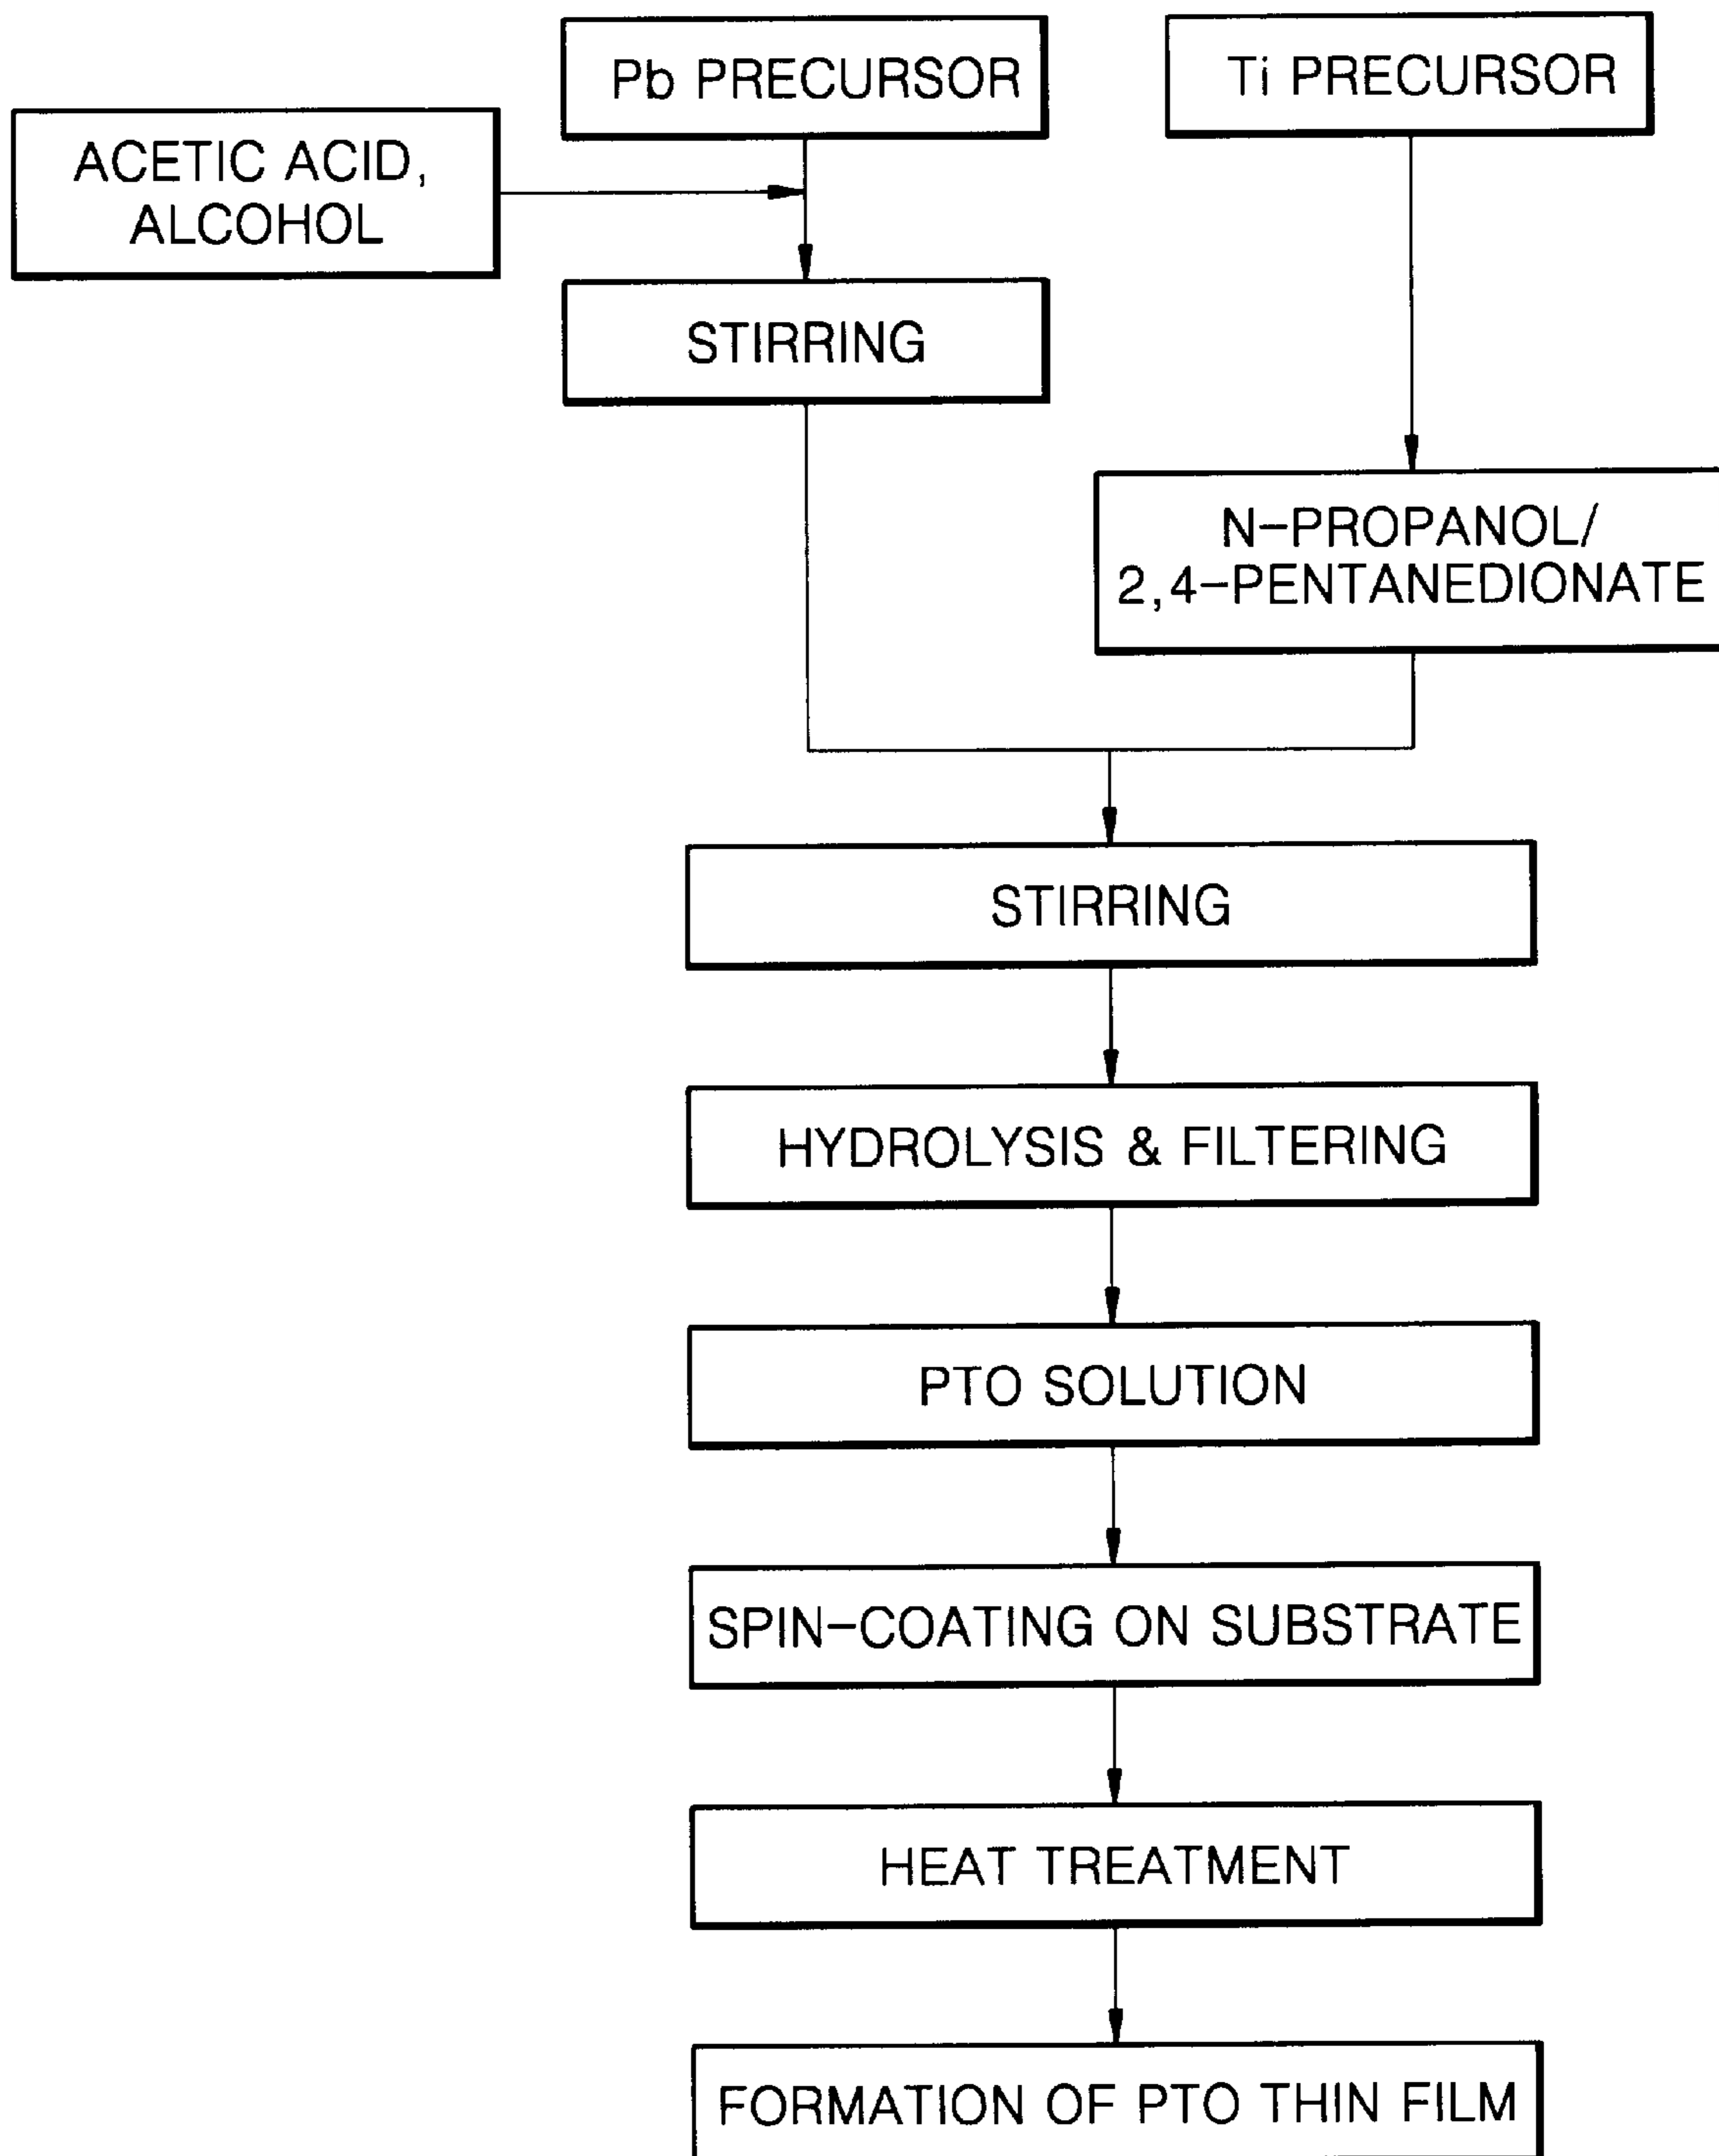 Pb PRECURSOR
Ti PRECURSOR
ACETIC ACID,
ALCOHOL
STIRRING
N-PROPANOL/
2,4-PENTANEDIONATE
STIRRING
HYDROLYSIS & FILTERING
PTO SOLUTION
SPIN-COATING ON SUBSTRATE
HEAT TREATMENT
FORMATION OF PTO THIN FILM